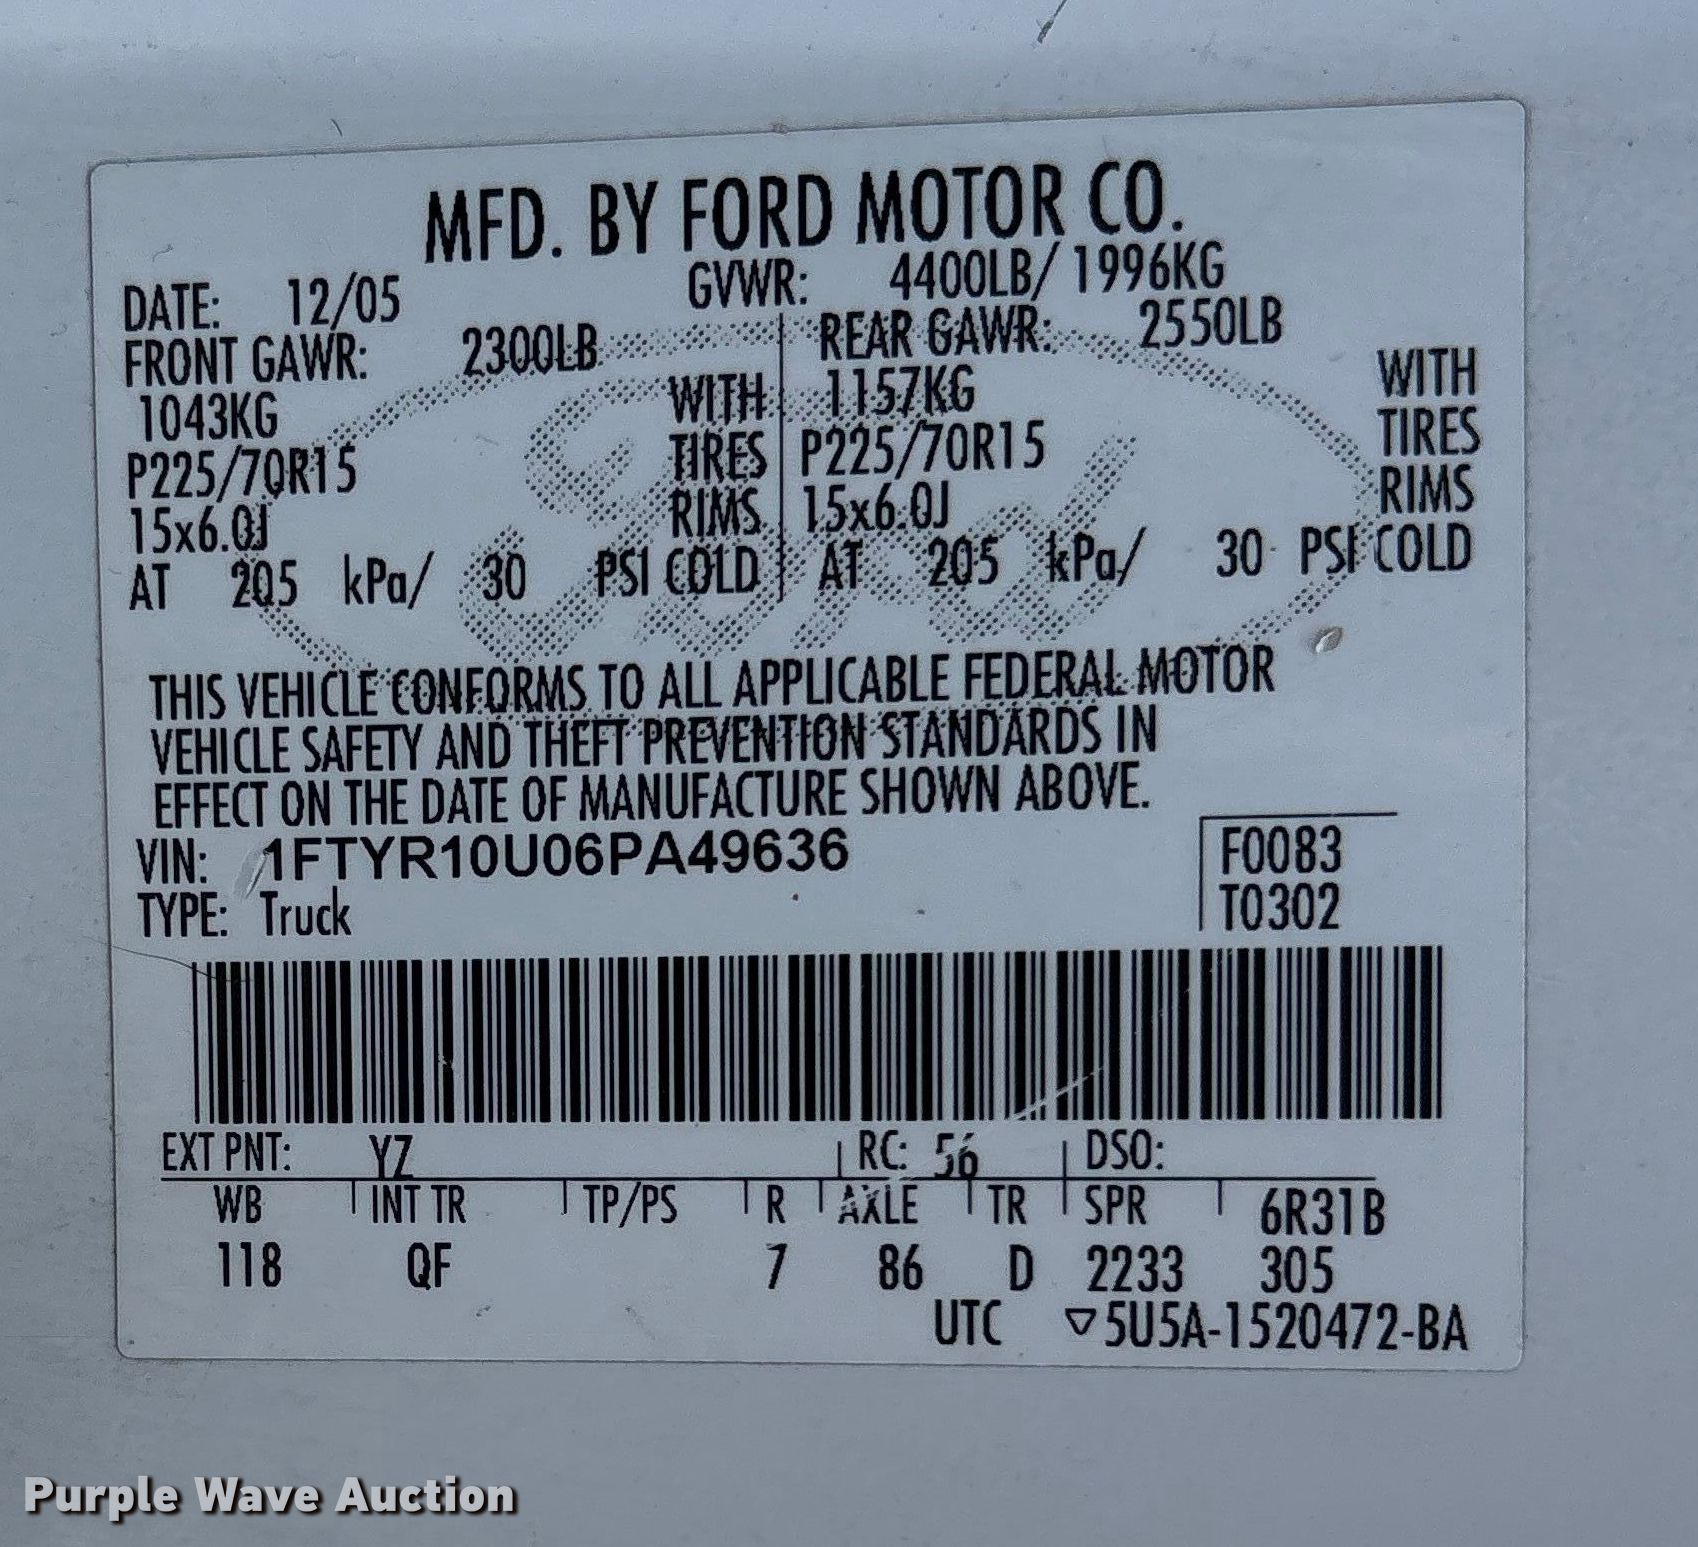 MFD. BY FORD MOTOR CO.
DATE: 12/05 GVWR: 4400LB/ 1996KG
FRONT GAWR: 2300LB REAR GAWR: 2550LB
1043KG WITH 1157KG WITH
P225/70R15 TIRES P225/70R15 TIRES
15x6.0J RIMS 15x6.0J RIMS
AT 205 kPa/ 30 PSI COLD AT 205 kPa/ 30 PSI COLD
Ford
THIS VEHICLE CONFORMS TO ALL APPLICABLE FEDERAL MOTOR
VEHICLE SAFETY AND THEFT PREVENTION STANDARDS IN
EFFECT ON THE DATE OF MANUFACTURE SHOWN ABOVE.
VIN: 1FTYR10U06PA49636 F0083
TYPE: Truck T0302
EXT PNT: YZ RC: 56 DSO:
WB INT TR TP/PS R AXLE TR SPR 6R31B
118 QF 7 86 D 2233 305
UTC ▽5U5A-1520472-BA
Purple Wave Auction